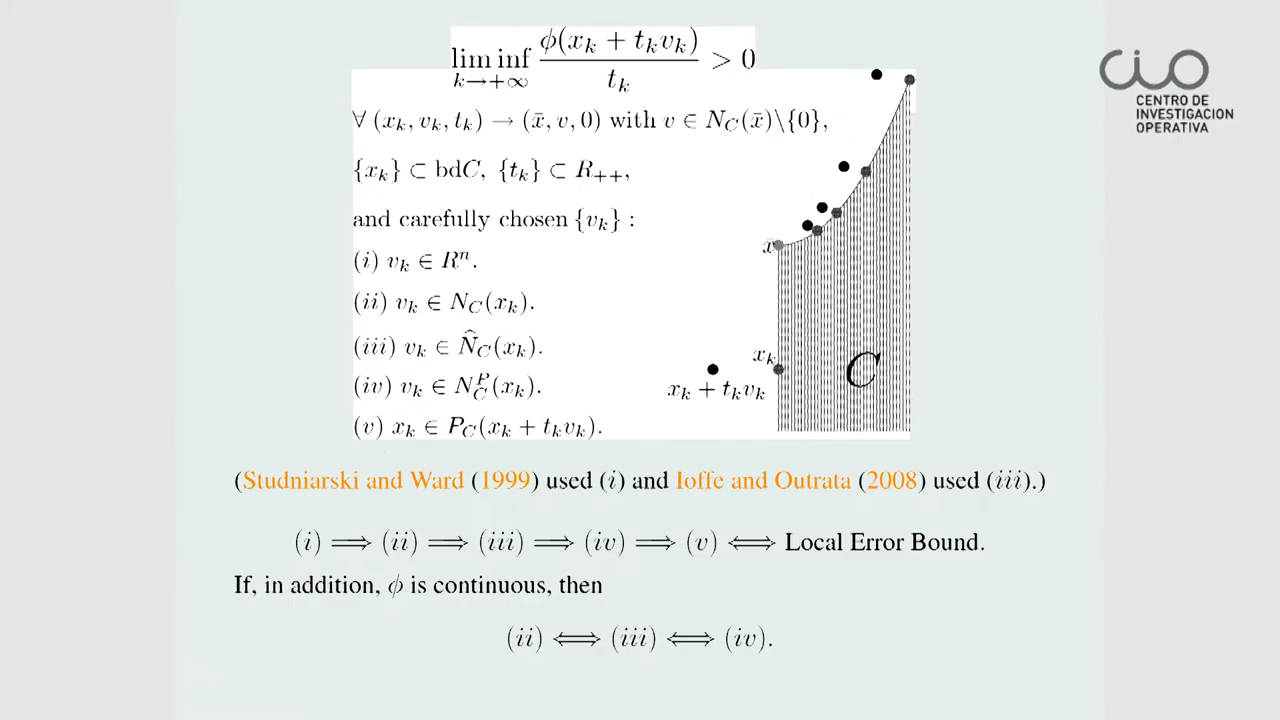 lim inf_{k→+∞} ϕ(x_k + t_k v_k) / t_k > 0
∀ (x_k, v_k, t_k) → (x̄, v, 0) with v ∈ N_C(x̄)\{0},
{x_k} ⊂ bdC, {t_k} ⊂ R_{++},
and carefully chosen {v_k} :
(i) v_k ∈ R^n.
(ii) v_k ∈ N_C(x_k).
(iii) v_k ∈ N̂_C(x_k).
(iv) v_k ∈ N_C^P(x_k).
(v) x_k ∈ P_C(x_k + t_k v_k).
x̄
x_k
x_k + t_k v_k
C
CIO
CENTRO DE
INVESTIGACION
OPERATIVA
(Studniarski and Ward (1999) used (i) and Ioffe and Outrata (2008) used (iii).)
(i) ⟹ (ii) ⟹ (iii) ⟹ (iv) ⟹ (v) ⟺ Local Error Bound.
If, in addition, ϕ is continuous, then
(ii) ⟺ (iii) ⟺ (iv).